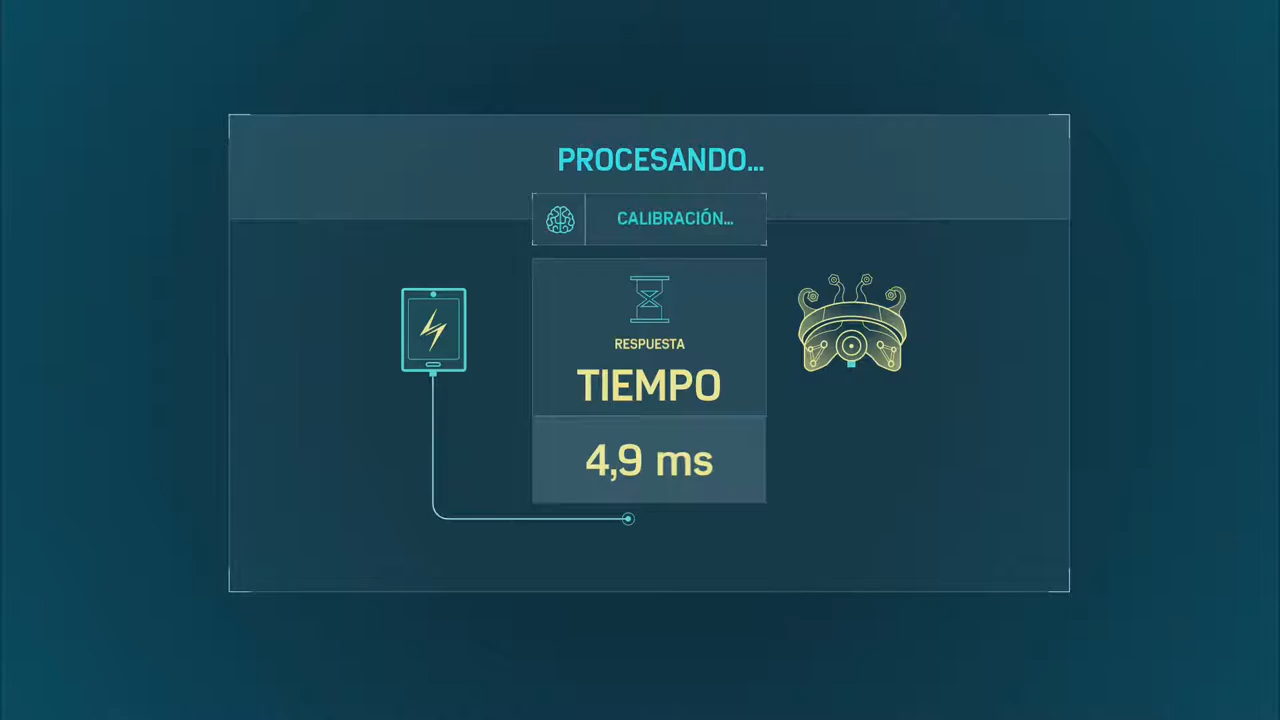 PROCESANDO...
CALIBRACIÓN...
RESPUESTA
TIEMPO
4,9 ms